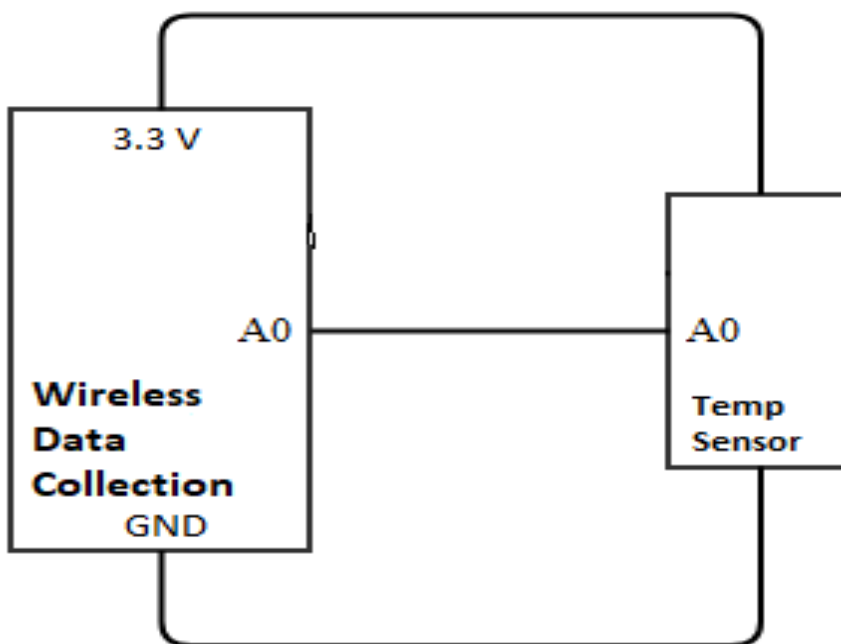 3.3 V
A0
Wireless
Data
Collection
GND
A0
Temp
Sensor